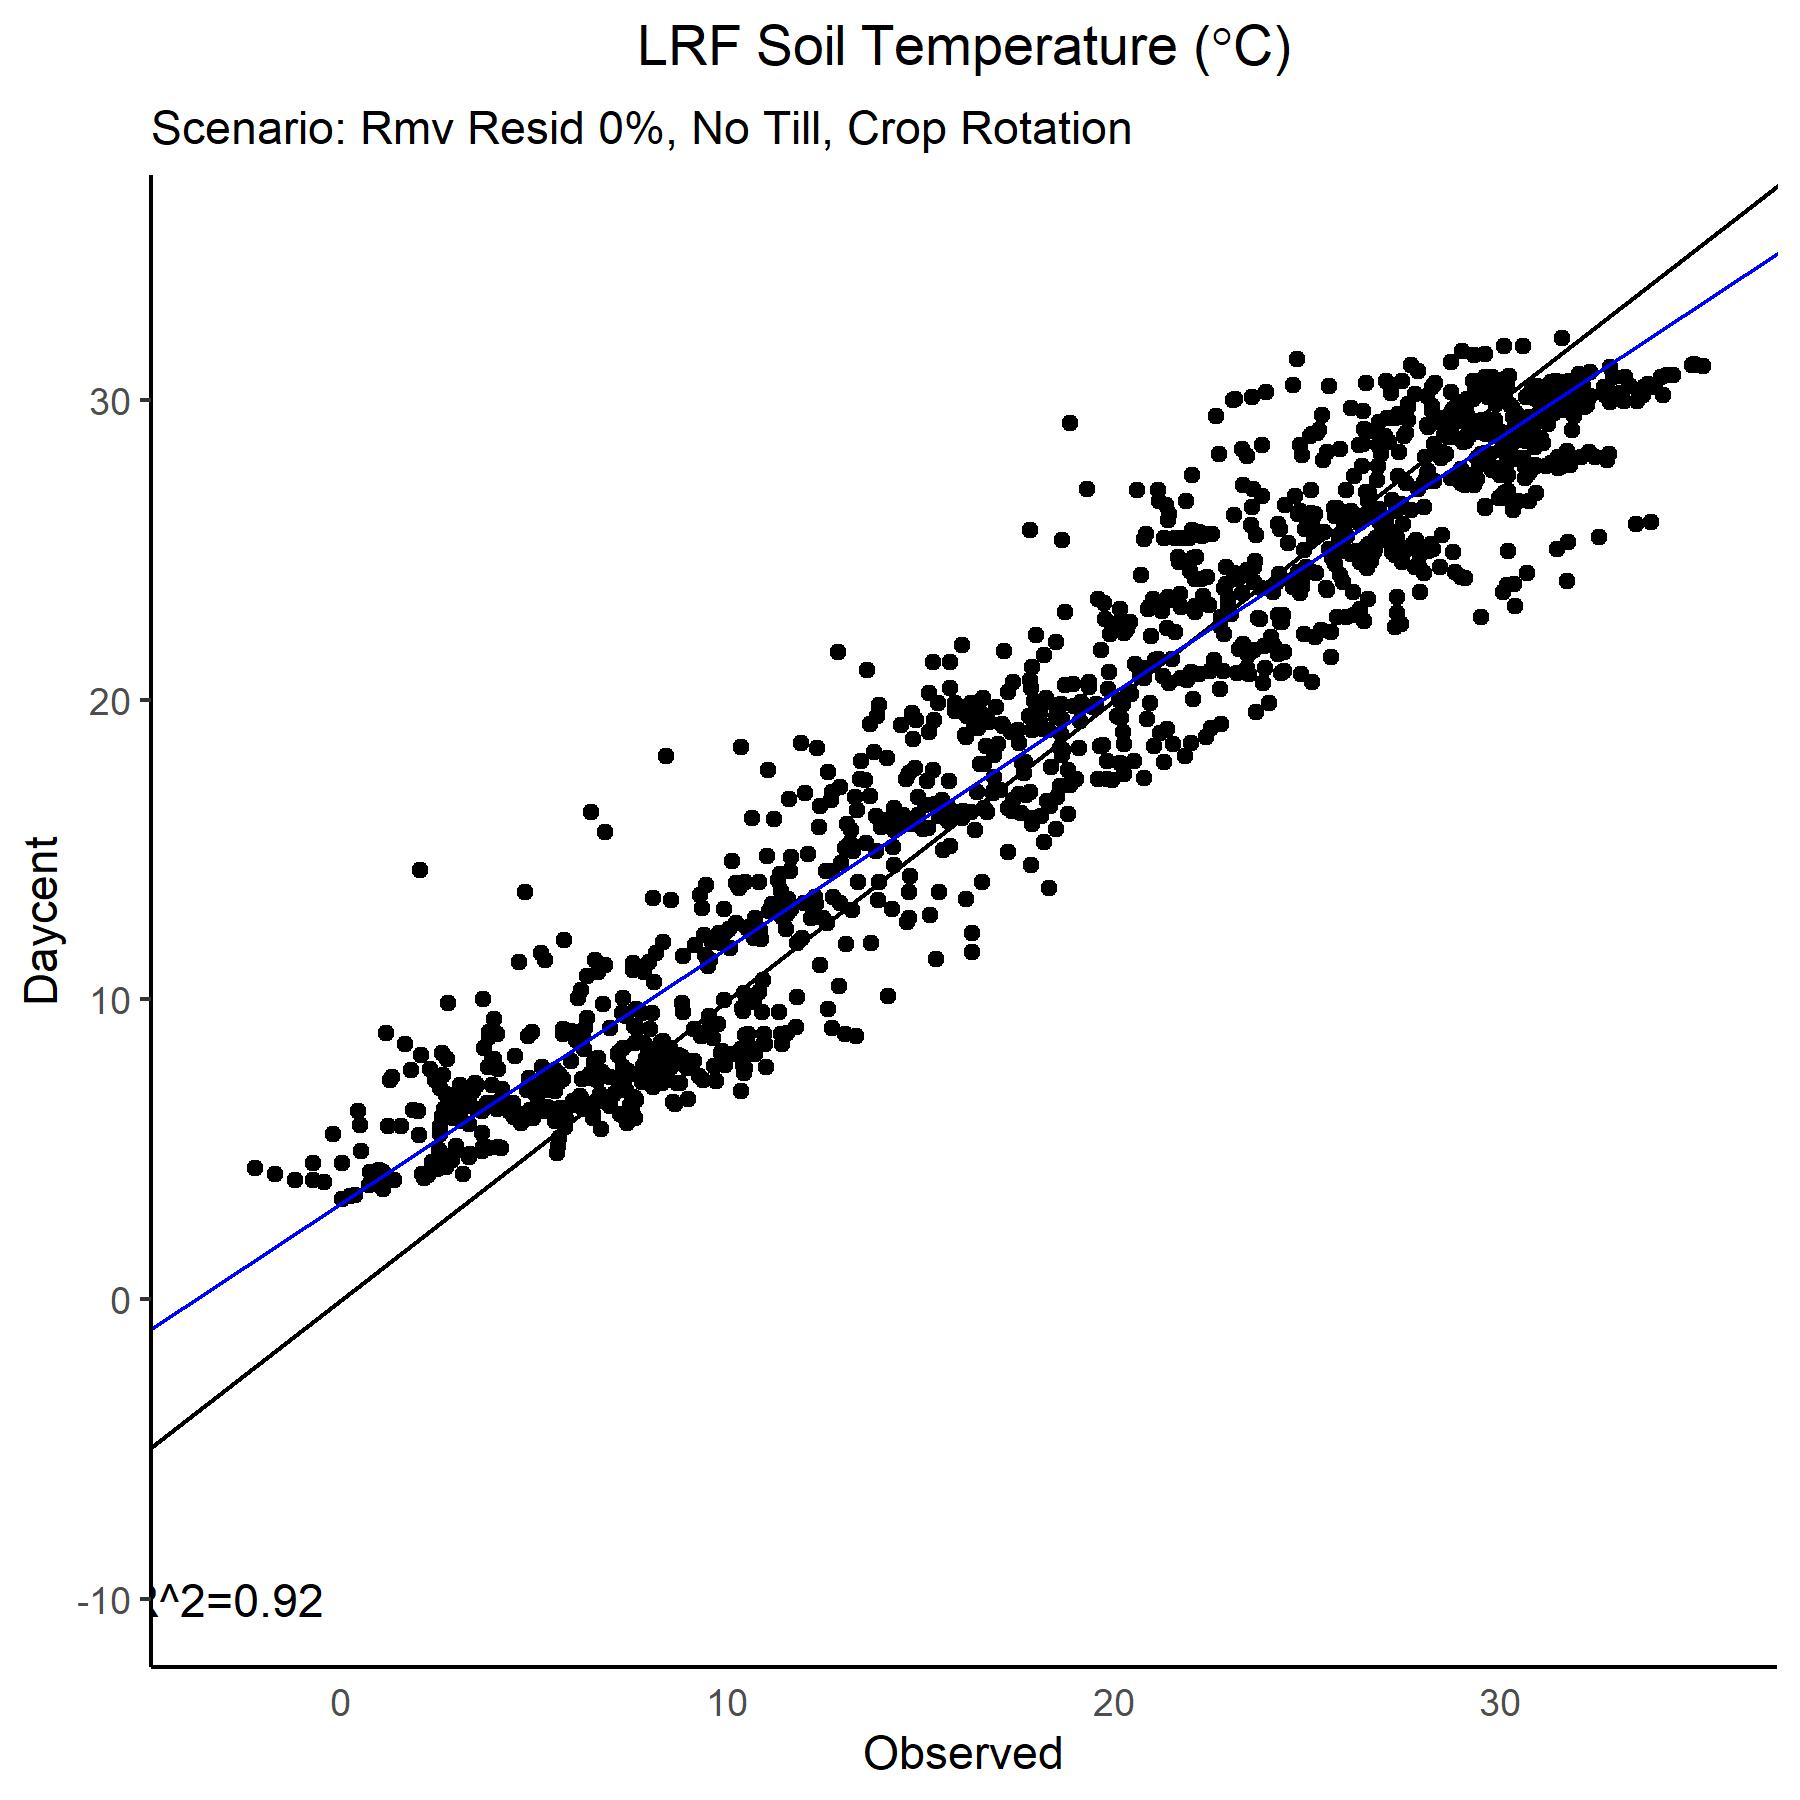 LRF Soil Temperature (°C)
Scenario: Rmv Resid 0%, No Till, Crop Rotation
30
20
10
0
-10
Daycent
R^2=0.92
0 10 20 30
Observed